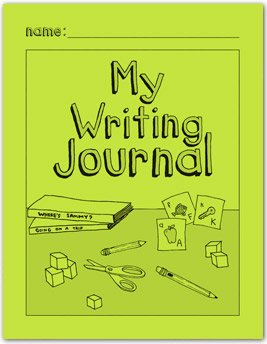 name:
My
Writing
Journal
WHERE'S SAMMY?
GOING ON A TRIP
K
K
a
A